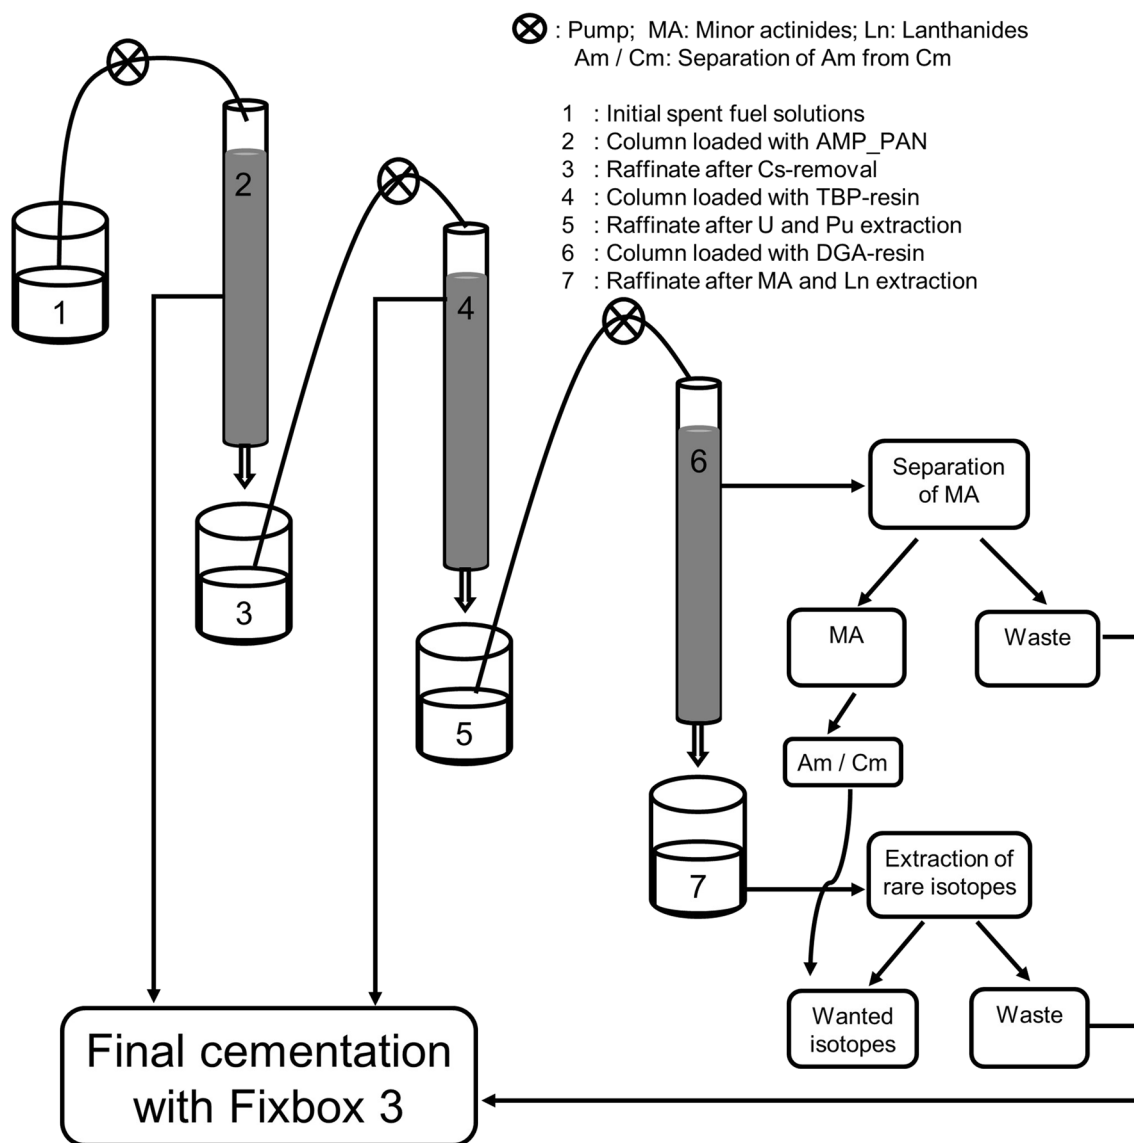 : Pump; MA: Minor actinides; Ln: Lanthanides
Am / Cm: Separation of Am from Cm
1 : Initial spent fuel solutions
2 : Column loaded with AMP_PAN
3 : Raffinate after Cs-removal
4 : Column loaded with TBP-resin
5 : Raffinate after U and Pu extraction
6 : Column loaded with DGA-resin
7 : Raffinate after MA and Ln extraction
1
2
3
4
5
6
7
Separation
of MA
MA
Waste
Am / Cm
Extraction of
rare isotopes
Wanted
isotopes
Waste
Final cementation
with Fixbox 3